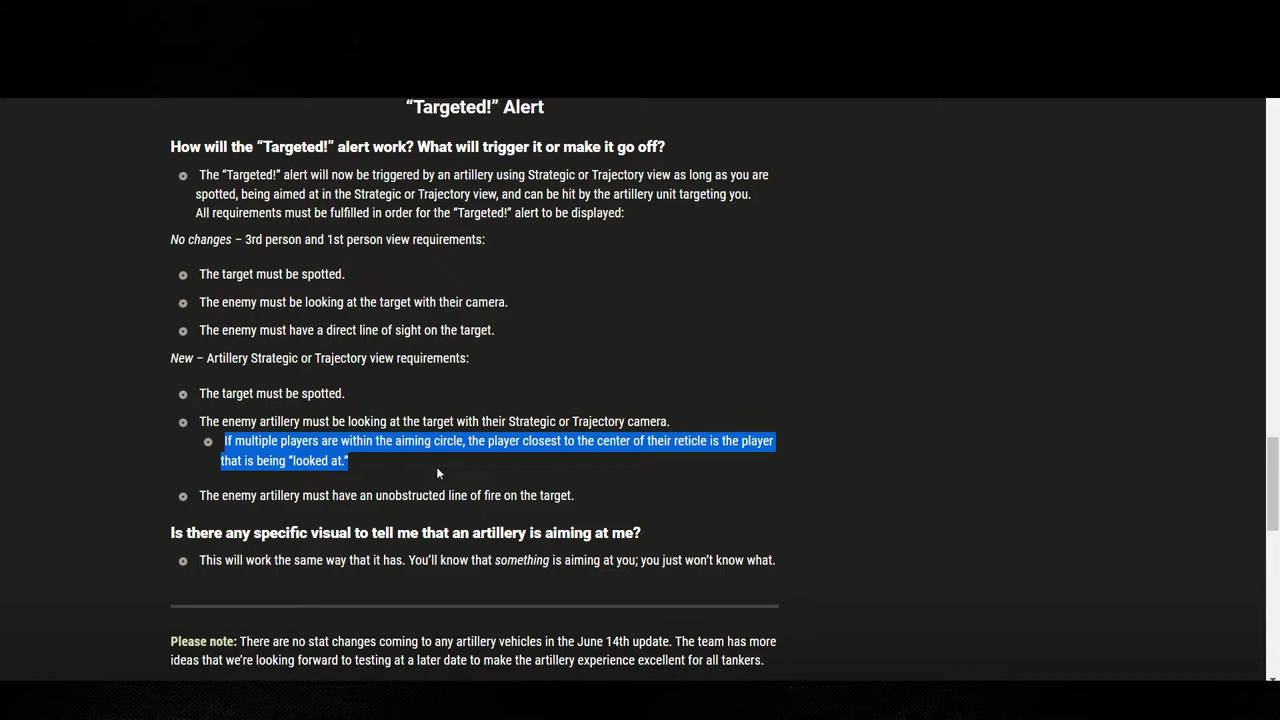 “Targeted!” Alert
How will the “Targeted!” alert work? What will trigger it or make it go off?
The “Targeted!” alert will now be triggered by an artillery using Strategic or Trajectory view as long as you are
spotted, being aimed at in the Strategic or Trajectory view, and can be hit by the artillery unit targeting you.
All requirements must be fulfilled in order for the “Targeted!” alert to be displayed:
No changes – 3rd person and 1st person view requirements:
The target must be spotted.
The enemy must be looking at the target with their camera.
The enemy must have a direct line of sight on the target.
New – Artillery Strategic or Trajectory view requirements:
The target must be spotted.
The enemy artillery must be looking at the target with their Strategic or Trajectory camera.
If multiple players are within the aiming circle, the player closest to the center of their reticle is the player
that is being “looked at.”
The enemy artillery must have an unobstructed line of fire on the target.
Is there any specific visual to tell me that an artillery is aiming at me?
This will work the same way that it has. You’ll know that something is aiming at you; you just won’t know what.
Please note: There are no stat changes coming to any artillery vehicles in the June 14th update. The team has more
ideas that we’re looking forward to testing at a later date to make the artillery experience excellent for all tankers.